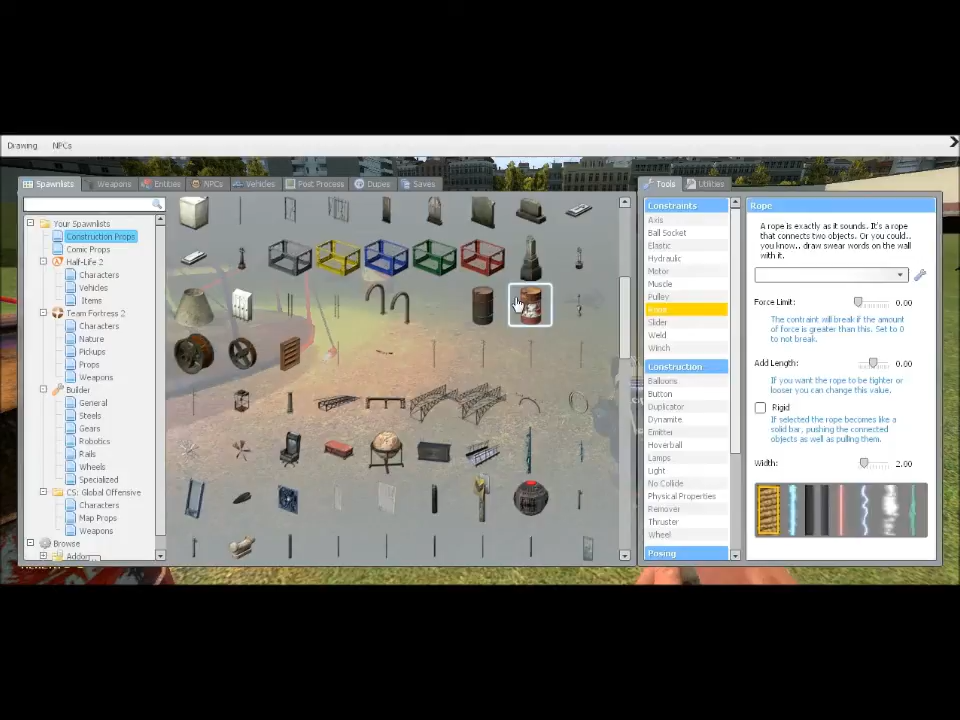 Drawing NPCs
Spawnlists Weapons Entities NPCs Vehicles Post Process Dupes Saves
Your Spawnlists
Construction Props
Comic Props
Half-Life 2
Characters
Vehicles
Items
Team Fortress 2
Characters
Nature
Pickups
Props
Weapons
Builder
General
Steels
Gears
Robotics
Rails
Wheels
Specialized
CS: Global Offensive
Characters
Map Props
Weapons
Browse
Addons
Tools Utilities
Constraints
Axis
Ball Socket
Elastic
Hydraulic
Motor
Muscle
Pulley
Rope
Slider
Weld
Winch
Construction
Balloons
Button
Duplicator
Dynamite
Emitter
Hoverball
Lamps
Light
No Collide
Physical Properties
Remover
Thruster
Wheel
Posing
Rope
A rope is exactly as it sounds. It's a rope
that connects two objects. Or you could..
you know.. draw swear words on the wall
with it.
Force Limit: 0.00
The contraint will break if the amount
of force is greater than this. Set to 0
to not break.
Add Length: 0.00
If you want the rope to be tighter or
looser you can change this value.
Rigid
If selected the rope becomes like a
solid bar, pushing the connected
objects as well as pulling them.
Width: 2.00